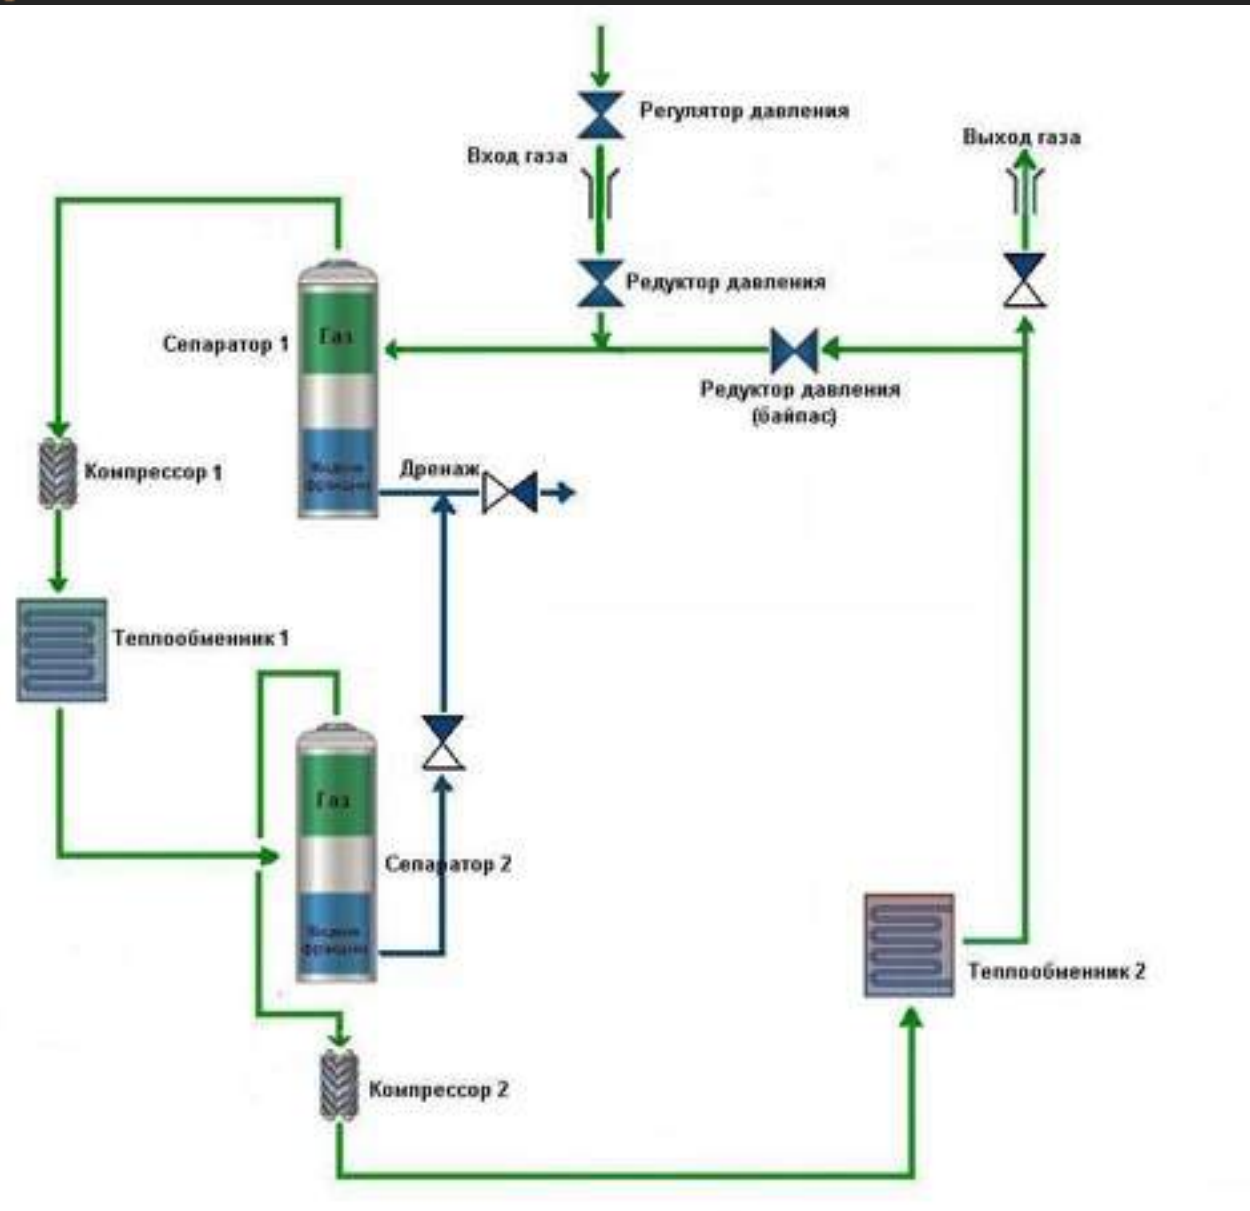 Регулятор давления
Выход газа
Вход газа
Редуктор давления
Сепаратор 1
Газ
Редуктор давления
(байпас)
Компрессор 1
Дренаж
Теплообменник 1
Газ
Сепаратор 2
Теплообменник 2
Компрессор 2